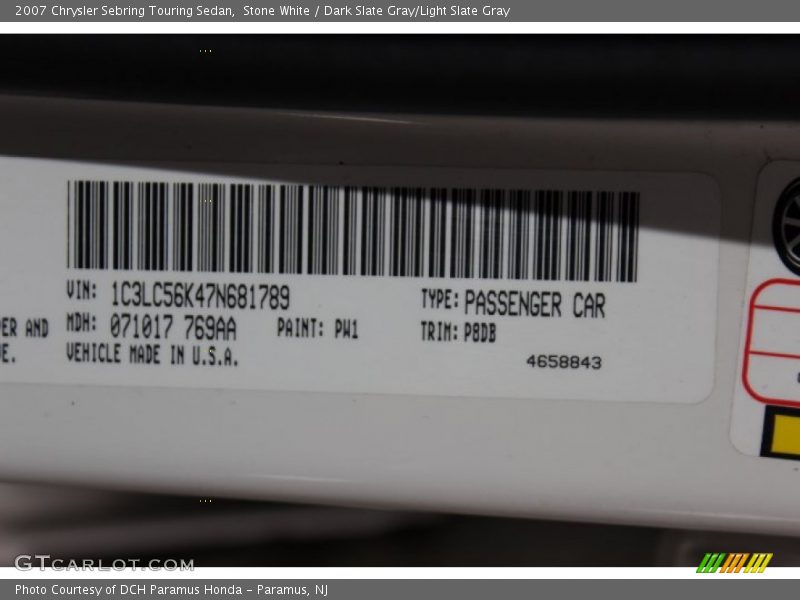 2007 Chrysler Sebring Touring Sedan, Stone White / Dark Slate Gray/Light Slate Gray
VIN: 1C3LC56K47N681789 TYPE: PASSENGER CAR
ER AND MDH: 071017 769AA PAINT: PW1 TRIM: P8DB
E. VEHICLE MADE IN U.S.A. 4658843
GTCARLOT.COM
Photo Courtesy of DCH Paramus Honda - Paramus, NJ